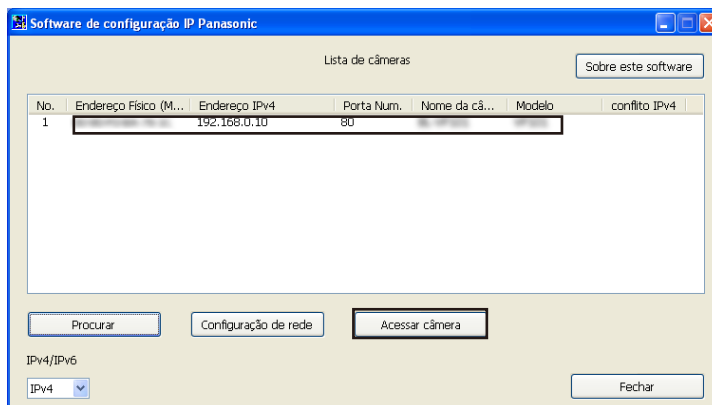 Software de configuração IP Panasonic
Lista de câmeras
Sobre este software
No. Endereço Físico (M... Endereço IPv4 Porta Num. Nome da câ... Modelo conflito IPv4
1 192.168.0.10 80
Procurar Configuração de rede Acessar câmera
IPv4/IPv6
IPv4 Fechar